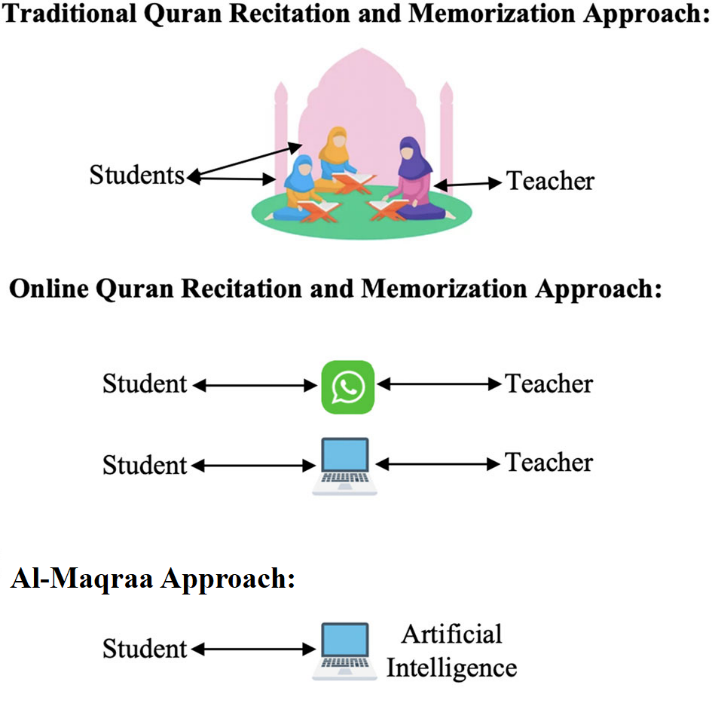 Traditional Quran Recitation and Memorization Approach:
Students
Teacher
Online Quran Recitation and Memorization Approach:
Student
Teacher
Student
Teacher
Al-Maqraa Approach:
Student
Artificial
Intelligence